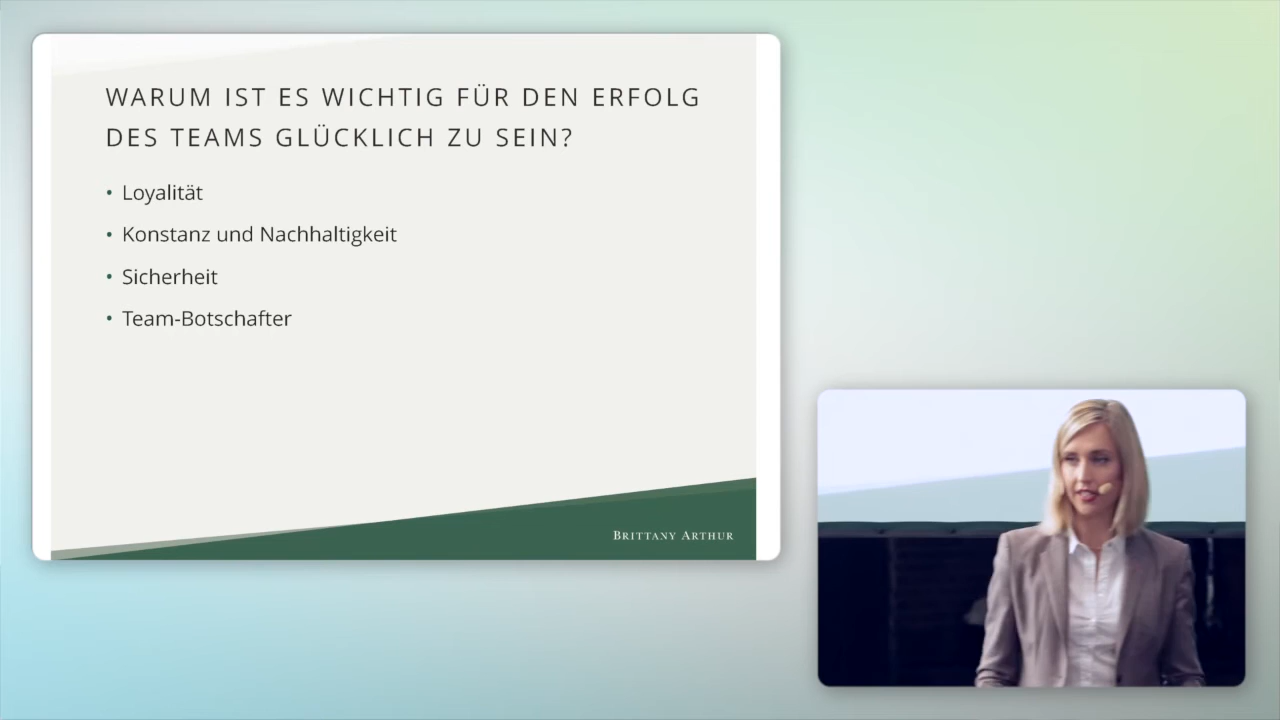 WARUM IST ES WICHTIG FÜR DEN ERFOLG
DES TEAMS GLÜCKLICH ZU SEIN?
• Loyalität
• Konstanz und Nachhaltigkeit
• Sicherheit
• Team-Botschafter
BRITTANY ARTHUR